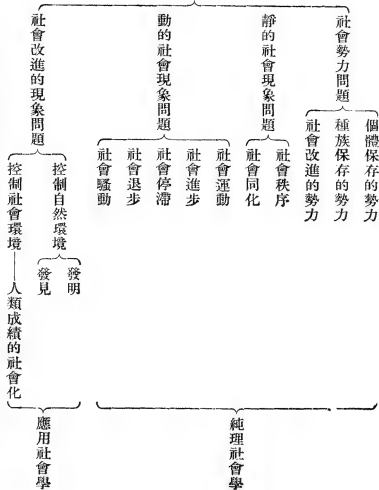 社會勢力問題
個體保存的勢力
種族保存的勢力
社會改進的勢力
靜的社會現象問題
社會秩序
社會同化
動的社會現象問題
社會運動
社會進步
社會停滯
社會退步
社會騷動
社會改進的現象問題
控制自然環境
發明
發見
控制社會環境——人類成績的社會化
純理社會學
應用社會學